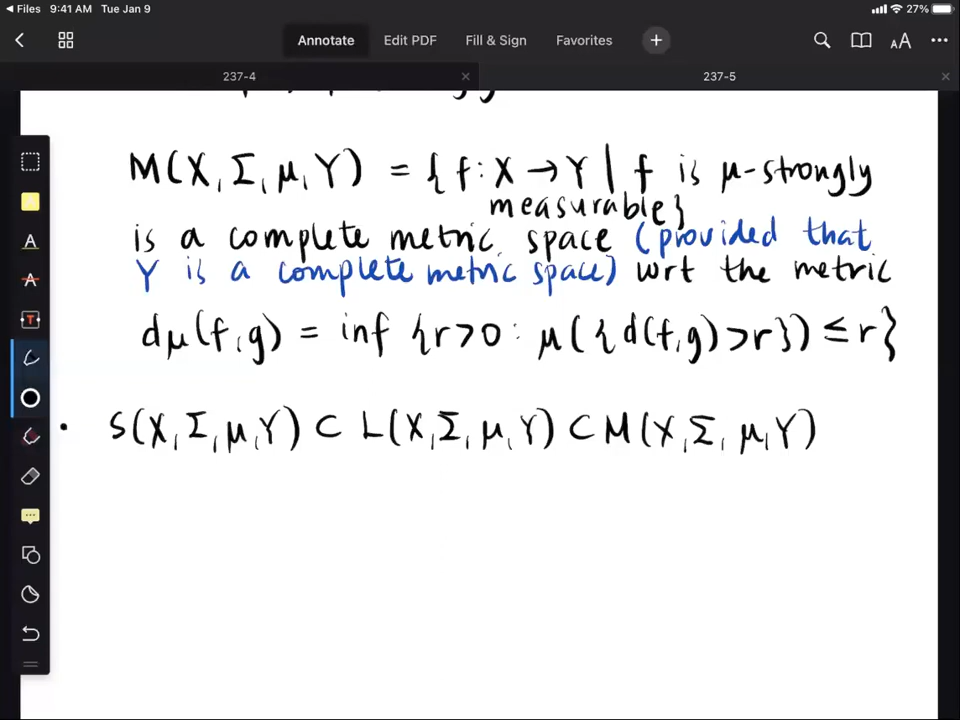 Files 9:41 AM Tue Jan 9 27%
Annotate Edit PDF Fill & Sign Favorites AA
237-4 237-5
M(X, Σ, μ, Y) = {f: X → Y | f is μ-strongly
measurable}
is a complete metric space (provided that
Y is a complete metric space) wrt the metric
dμ(f,g) = inf {r>0 : μ({d(f,g)>r}) ≤ r}
• S(X, Σ, μ, Y) ⊂ L(X, Σ, μ, Y) ⊂ M(X, Σ, μ, Y)